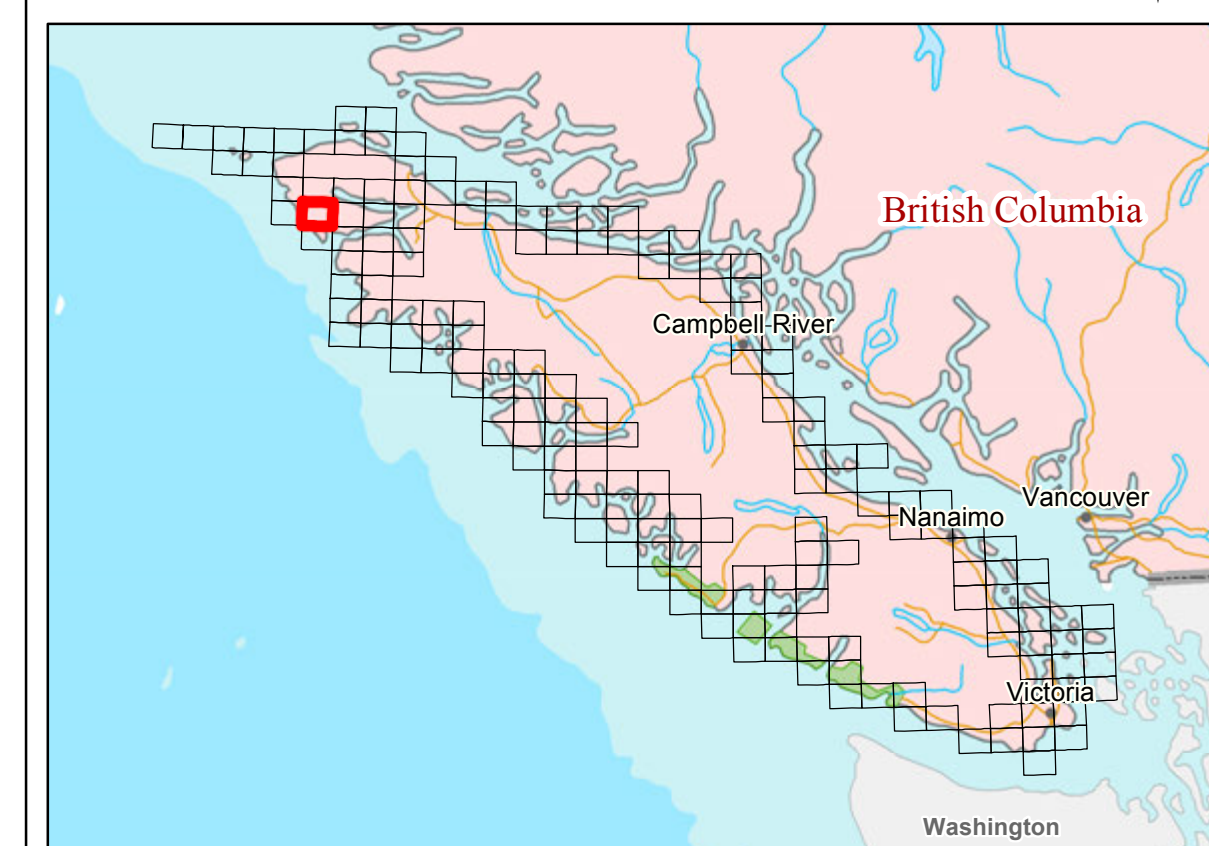 British Columbia
Campbell River
Vancouver
Nanaimo
Victoria
Washington